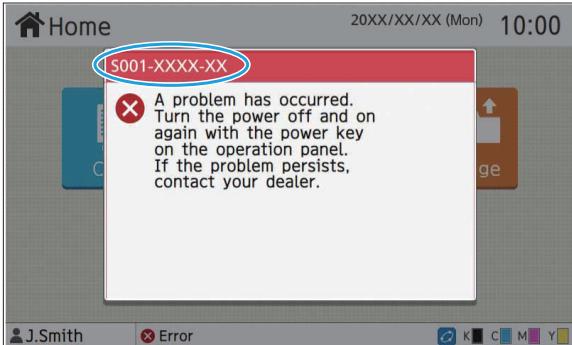 Home
20XX/XX/XX (Mon) 10:00
S001-XXXX-XX
A problem has occurred.
Turn the power off and on
again with the power key
on the operation panel.
If the problem persists,
contact your dealer.
C
ge
J.Smith
Error
K C M Y